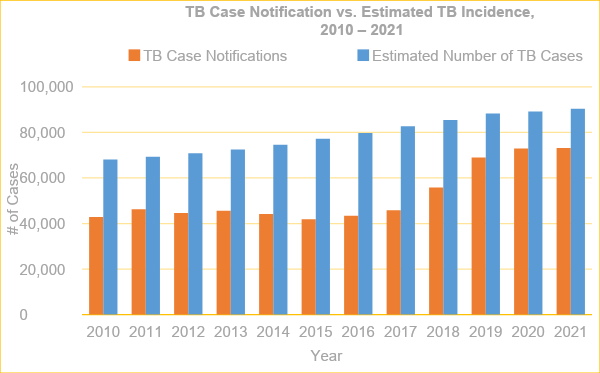 TB Case Notification vs. Estimated TB Incidence,
2010 – 2021
TB Case Notifications
Estimated Number of TB Cases
# of Cases
100,000
80,000
60,000
40,000
20,000
0
2010 2011 2012 2013 2014 2015 2016 2017 2018 2019 2020 2021
Year